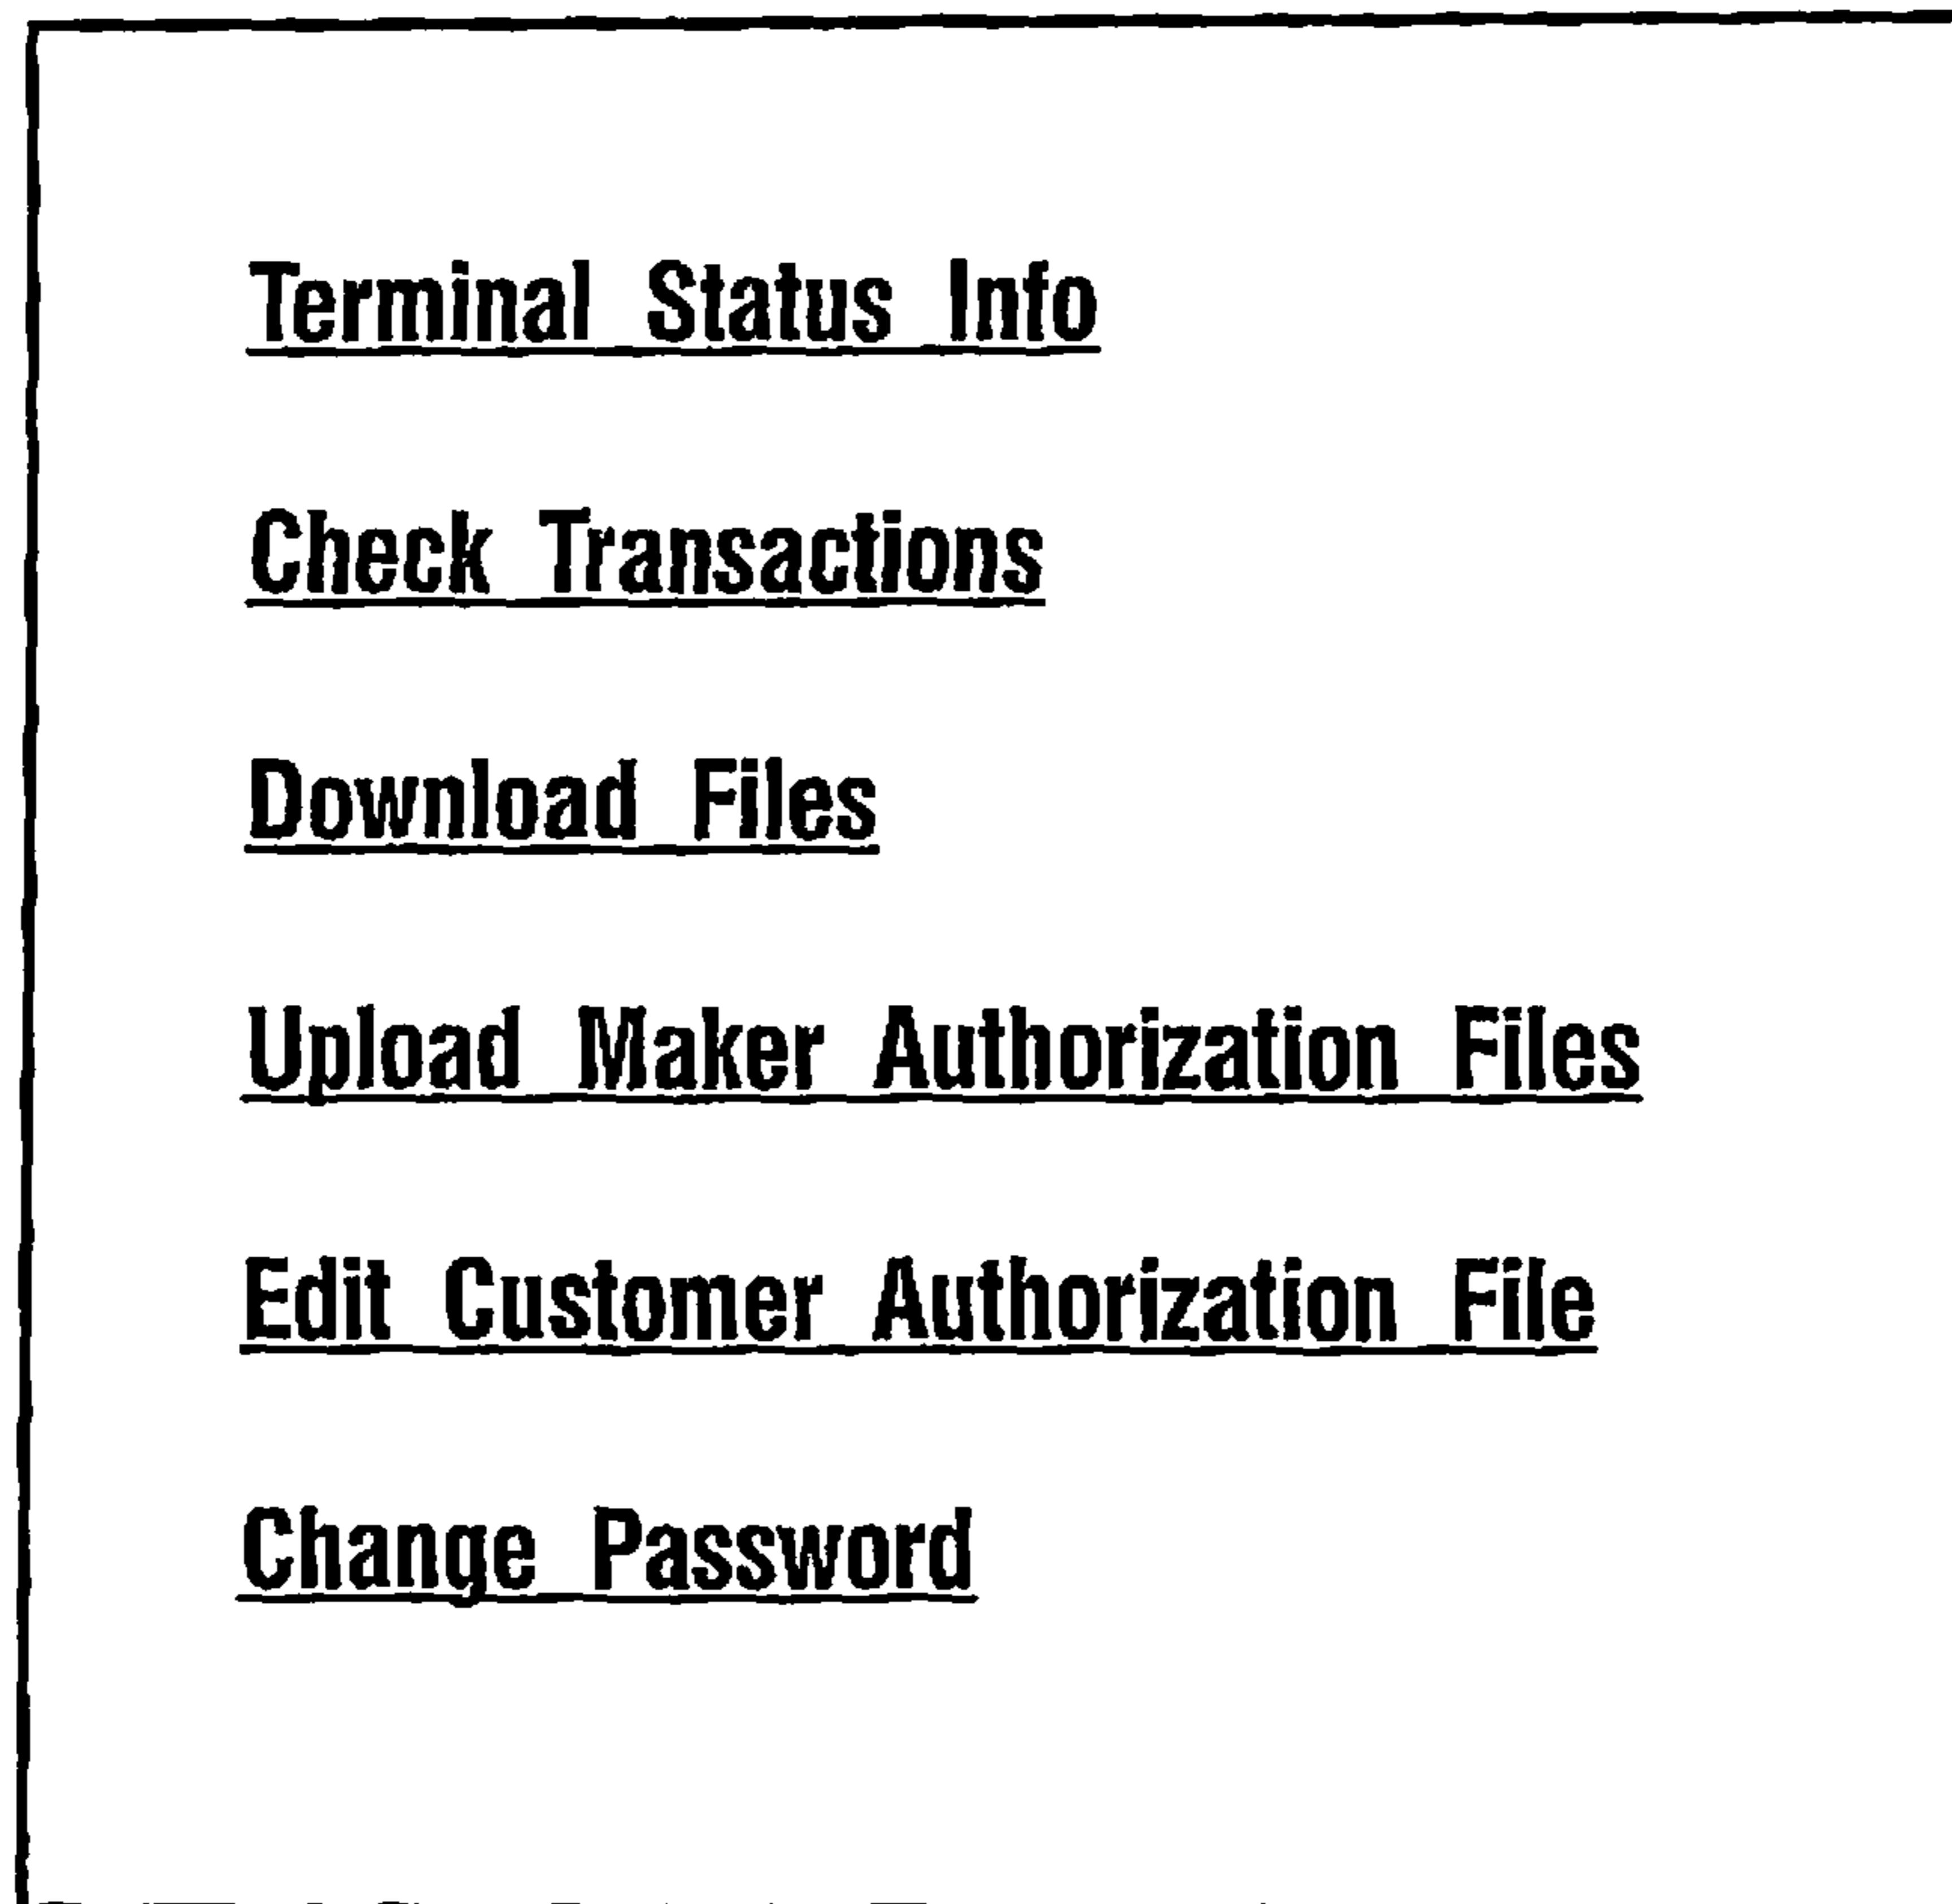 Terminal Status Info
Check Transactions
Download Files
Upload Maker Authorization Files
Edit Customer Authorization File
Change Password